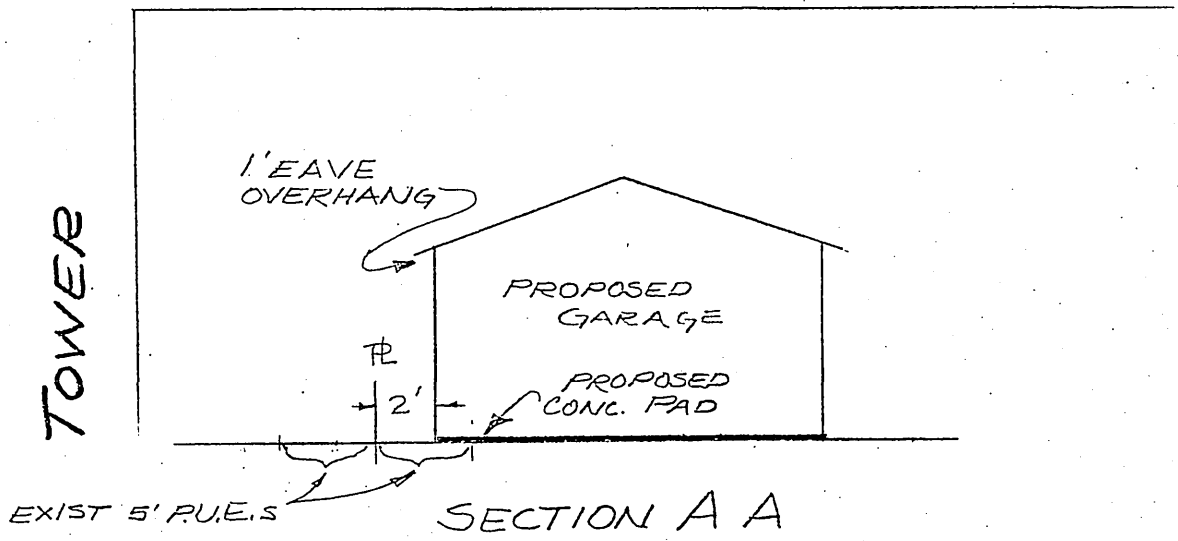 1' EAVE
OVERHANG
TOWER
PROPOSED
GARAGE
PL
2'
PROPOSED
CONC. PAD
EXIST 5' P.U.E.S
SECTION A A